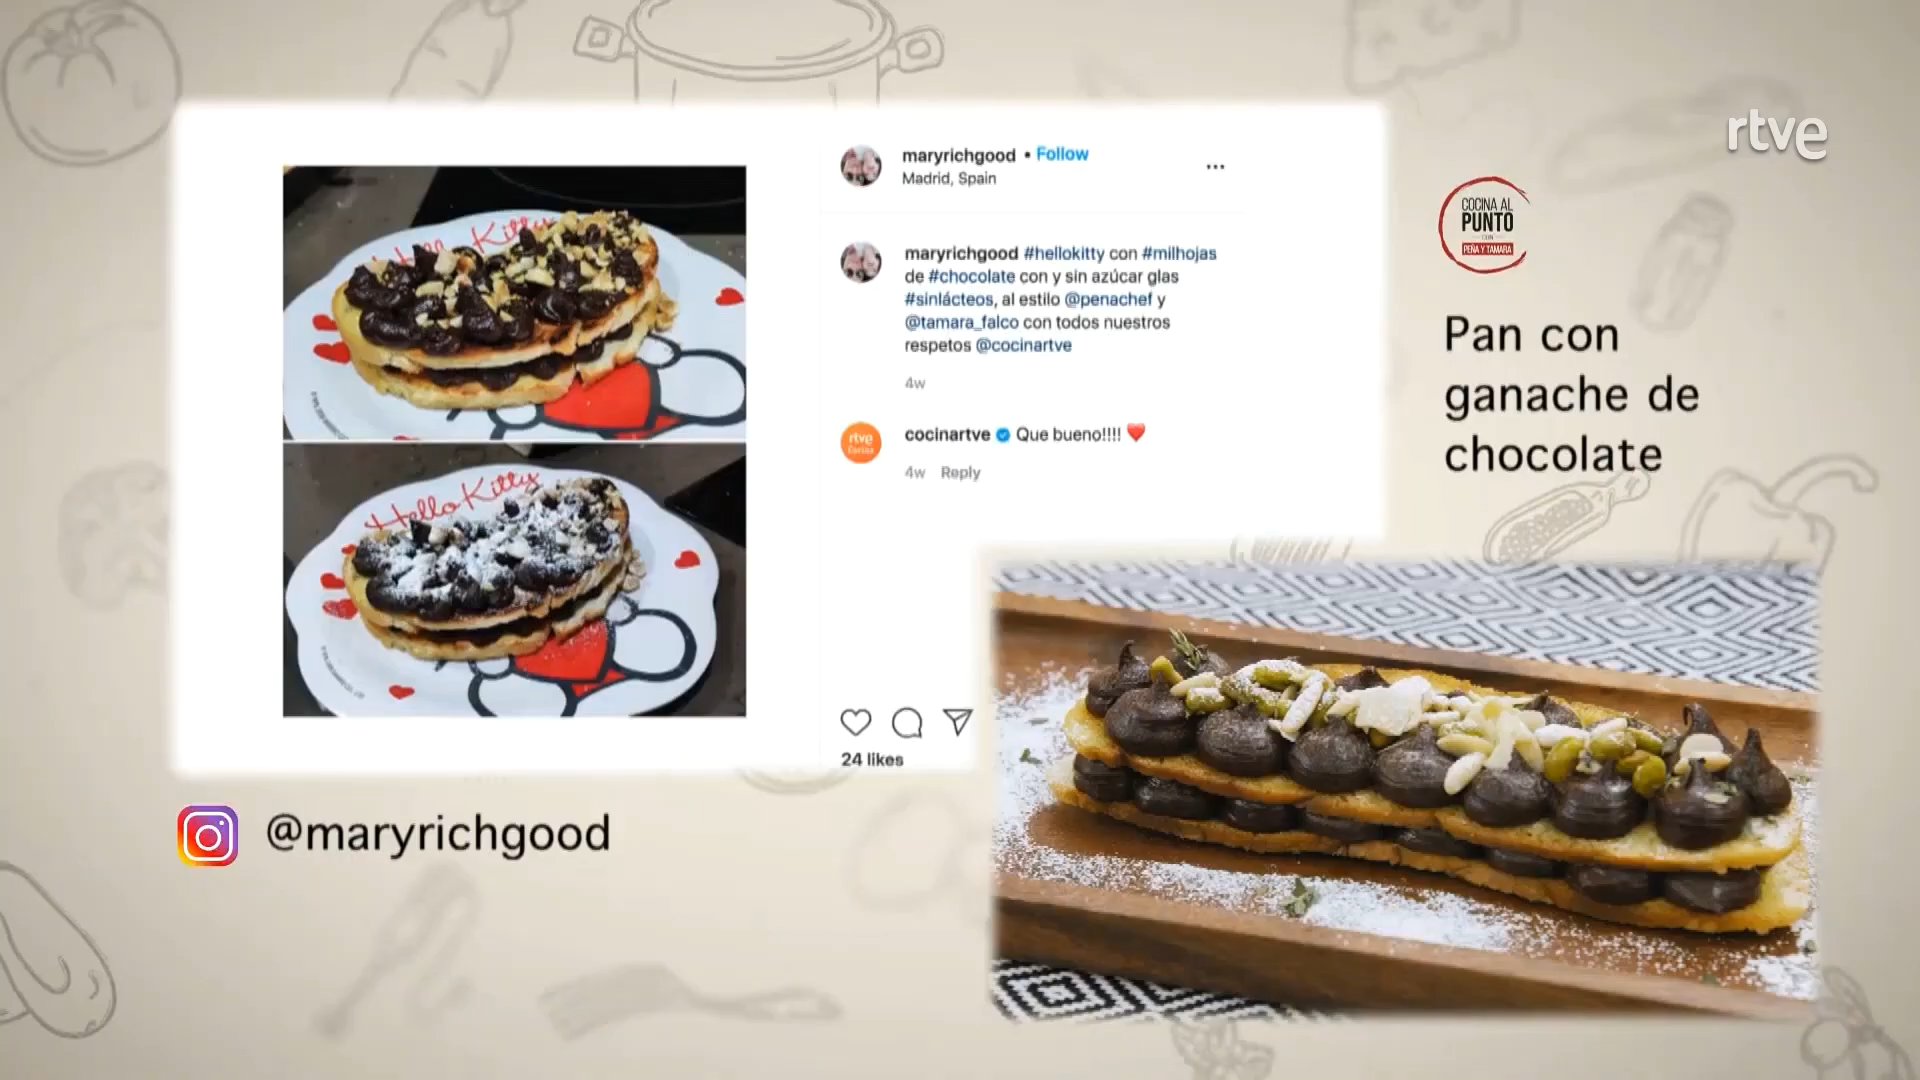 rtve
COCINA AL
PUNTO
CON
PEÑA Y TAMARA
Pan con
ganache de
chocolate
maryrichgood • Follow
Madrid, Spain
...
maryrichgood #hellokitty con #milhojas
de #chocolate con y sin azúcar glas
#sinlácteos, al estilo @penachef y
@tamara_falco con todos nuestros
respetos @cocinartve
4w
rtve
cocinartve Que bueno!!!! ❤️
4w Reply
24 likes
Kitty
Hello Kitty
@maryrichgood